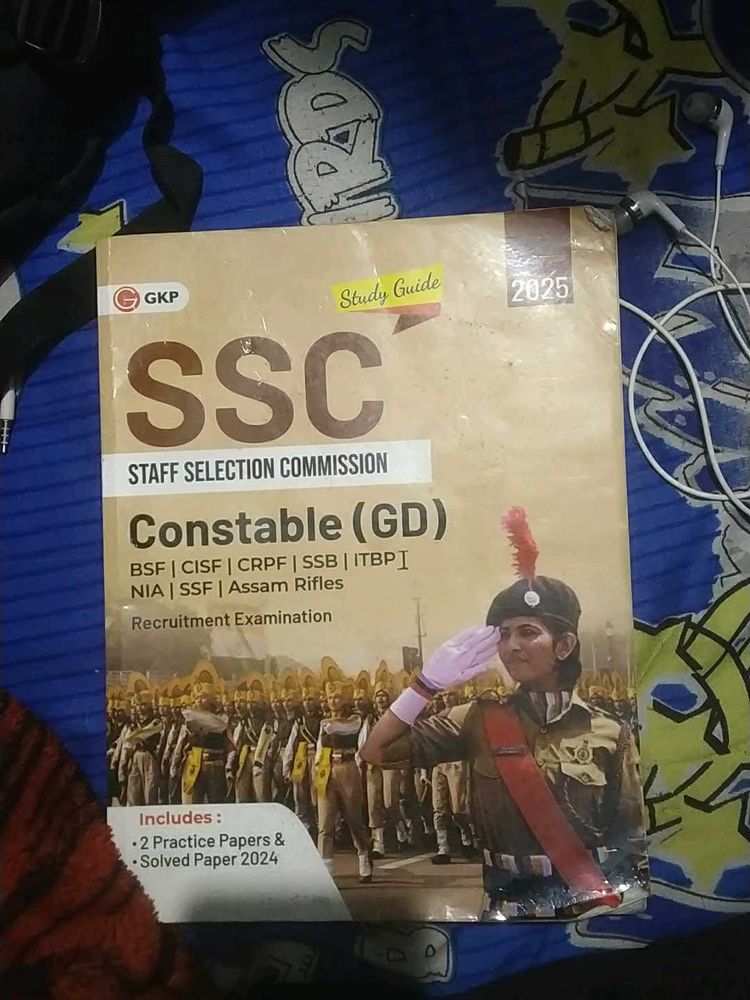 GKP
Study Guide
2025
SSC
STAFF SELECTION COMMISSION
Constable (GD)
BSF | CISF | CRPF | SSB | ITBP
NIA | SSF | Assam Rifles
Recruitment Examination
Includes :
• 2 Practice Papers &
• Solved Paper 2024